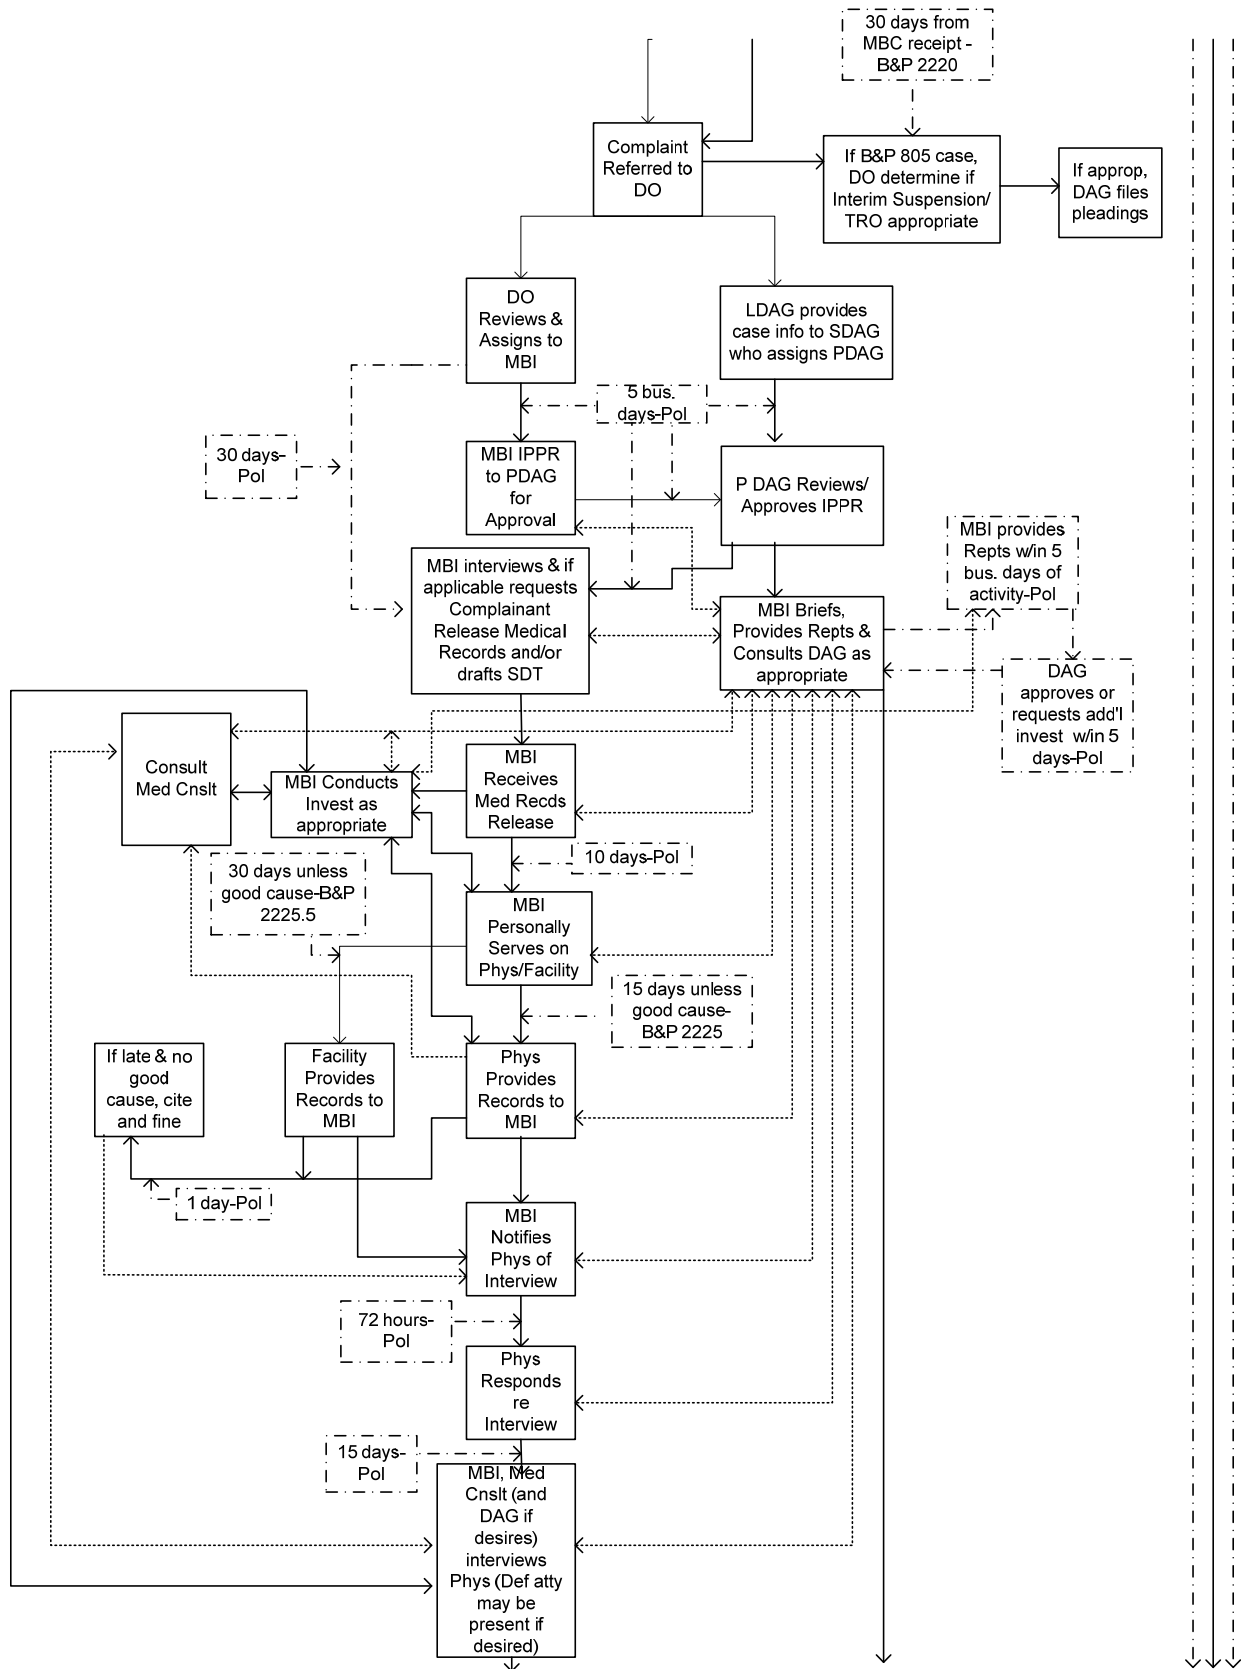 30 days from
MBC receipt -
B&P 2220
Complaint
Referred to
DO
If B&P 805 case,
DO determine if
Interim Suspension/
TRO appropriate
If approp,
DAG files
pleadings
DO
Reviews &
Assigns to
MBI
LDAG provides
case info to SDAG
who assigns PDAG
5 bus.
days-Pol
30 days-
Pol
MBI IPPR
to PDAG
for
Approval
P DAG Reviews/
Approves IPPR
MBI provides
Repts w/in 5
bus. days of
activity-Pol
MBI interviews & if
applicable requests
Complainant
Release Medical
Records and/or
drafts SDT
MBI Briefs,
Provides Repts &
Consults DAG as
appropriate
DAG
approves or
requests add'l
invest w/in 5
days-Pol
Consult
Med Cnslt
MBI Conducts
Invest as
appropriate
MBI
Receives
Med Recds
Release
10 days-Pol
30 days unless
good cause-B&P
2225.5
MBI
Personally
Serves on
Phys/Facility
15 days unless
good cause-
B&P 2225
If late & no
good
cause, cite
and fine
Facility
Provides
Records to
MBI
Phys
Provides
Records to
MBI
1 day-Pol
MBI
Notifies
Phys of
Interview
72 hours-
Pol
Phys
Responds
re
Interview
15 days-
Pol
MBI, Med
Cnslt (and
DAG if
desires)
interviews
Phys (Def atty
may be
present if
desired)